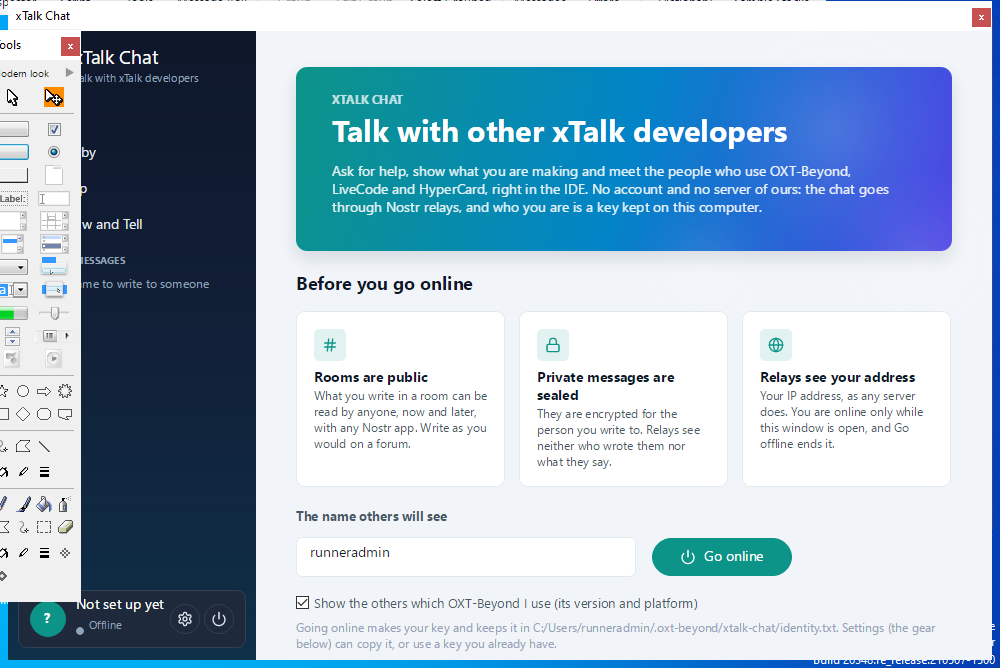 xTalk Chat
ools
odern look
Label:
xTalk Chat
alk with xTalk developers
by
p
w and Tell
ESSAGES
me to write to someone
Not set up yet
Offline
?
XTALK CHAT
Talk with other xTalk developers
Ask for help, show what you are making and meet the people who use OXT-Beyond,
LiveCode and HyperCard, right in the IDE. No account and no server of ours: the chat goes
through Nostr relays, and who you are is a key kept on this computer.
Before you go online
Rooms are public
What you write in a room can be
read by anyone, now and later,
with any Nostr app. Write as you
would on a forum.
Private messages are
sealed
They are encrypted for the
person you write to. Relays see
neither who wrote them nor
what they say.
Relays see your address
Your IP address, as any server
does. You are online only while
this window is open, and Go
offline ends it.
The name others will see
runneradmin
Go online
Show the others which OXT-Beyond I use (its version and platform)
Going online makes your key and keeps it in C:/Users/runneradmin/.oxt-beyond/xtalk-chat/identity.txt. Settings (the gear
below) can copy it, or use a key you already have.